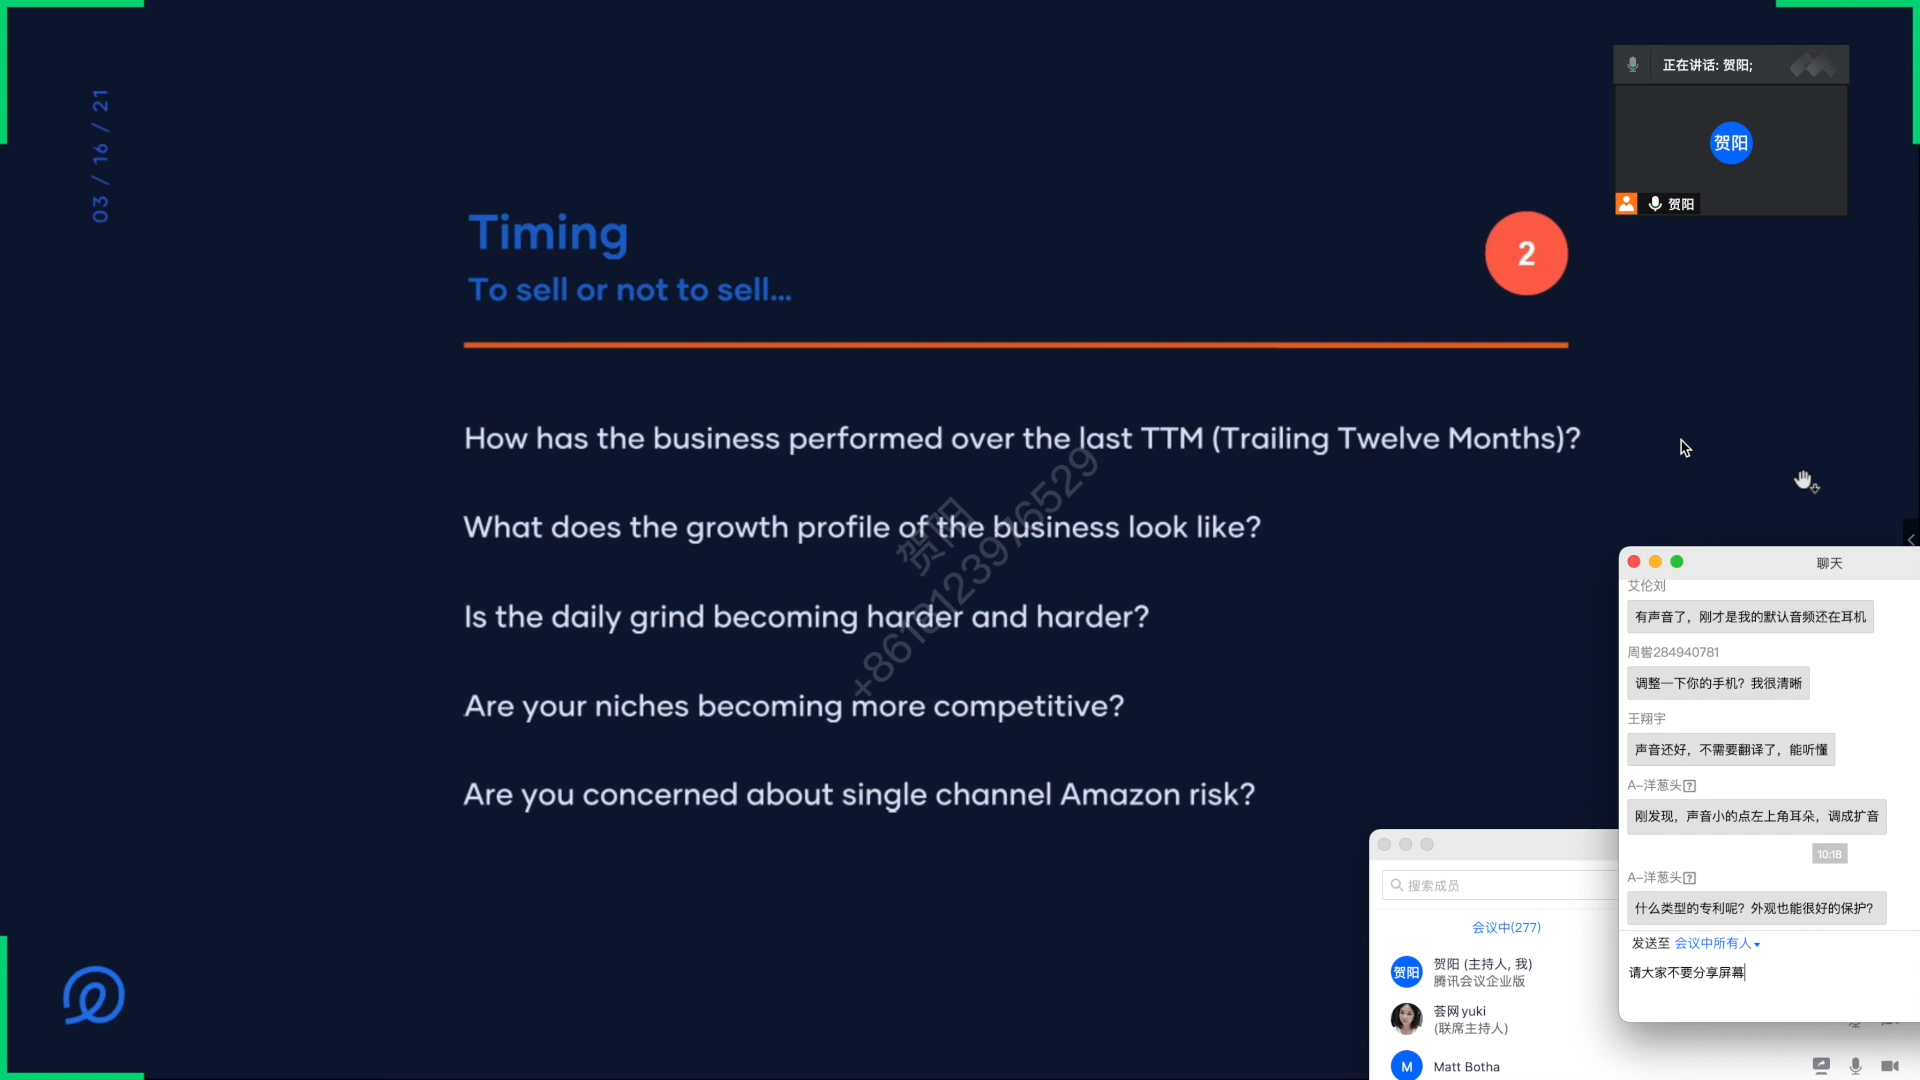 03 / 16 / 21
Timing
To sell or not to sell...
2
How has the business performed over the last TTM (Trailing Twelve Months)?
What does the growth profile of the business look like?
Is the daily grind becoming harder and harder?
Are your niches becoming more competitive?
Are you concerned about single channel Amazon risk?
贺阳
+8618123976529
正在讲话: 贺阳;
贺阳
贺阳
聊天
艾伦刘
有声音了，刚才是我的默认音频还在耳机
周喾284940781
调整一下你的手机？我很清晰
王翔宇
声音还好，不需要翻译了，能听懂
A-洋葱头
刚发现，声音小的点左上角耳朵，调成扩音
10:18
A-洋葱头
什么类型的专利呢？外观也能很好的保护？
发送至 会议中所有人
请大家不要分享屏幕
搜索成员
会议中(277)
贺阳
贺阳 (主持人, 我)
腾讯会议企业版
荟网yuki
(联席主持人)
M
Matt Botha